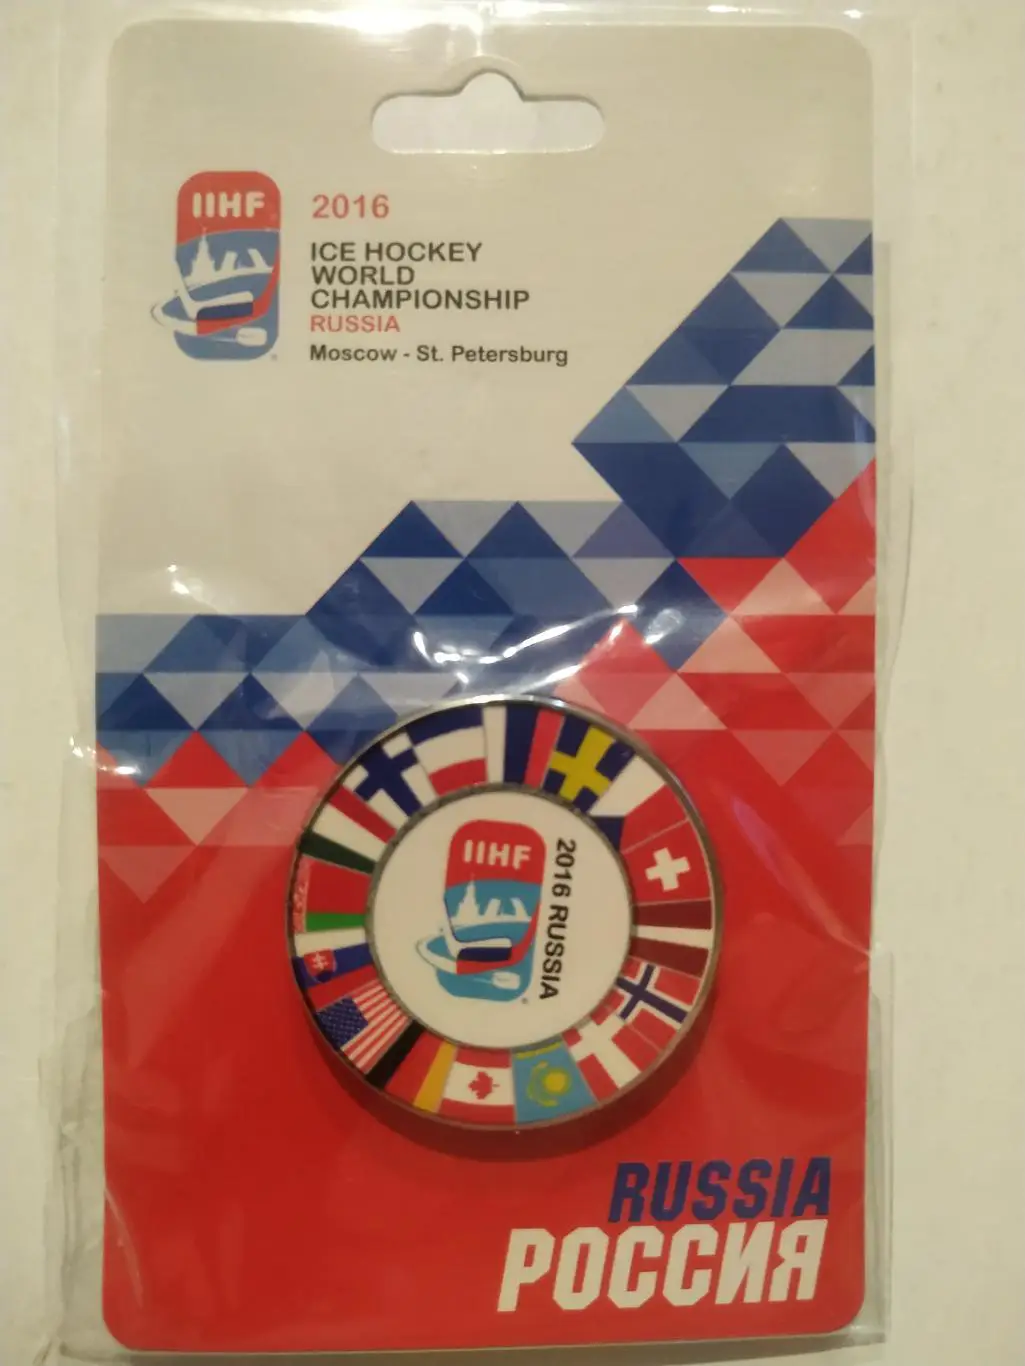 IIHF
2016
ICE HOCKEY
WORLD
CHAMPIONSHIP
RUSSIA
Moscow - St. Petersburg
IIHF
2016 RUSSIA
RUSSIA
РОССИЯ